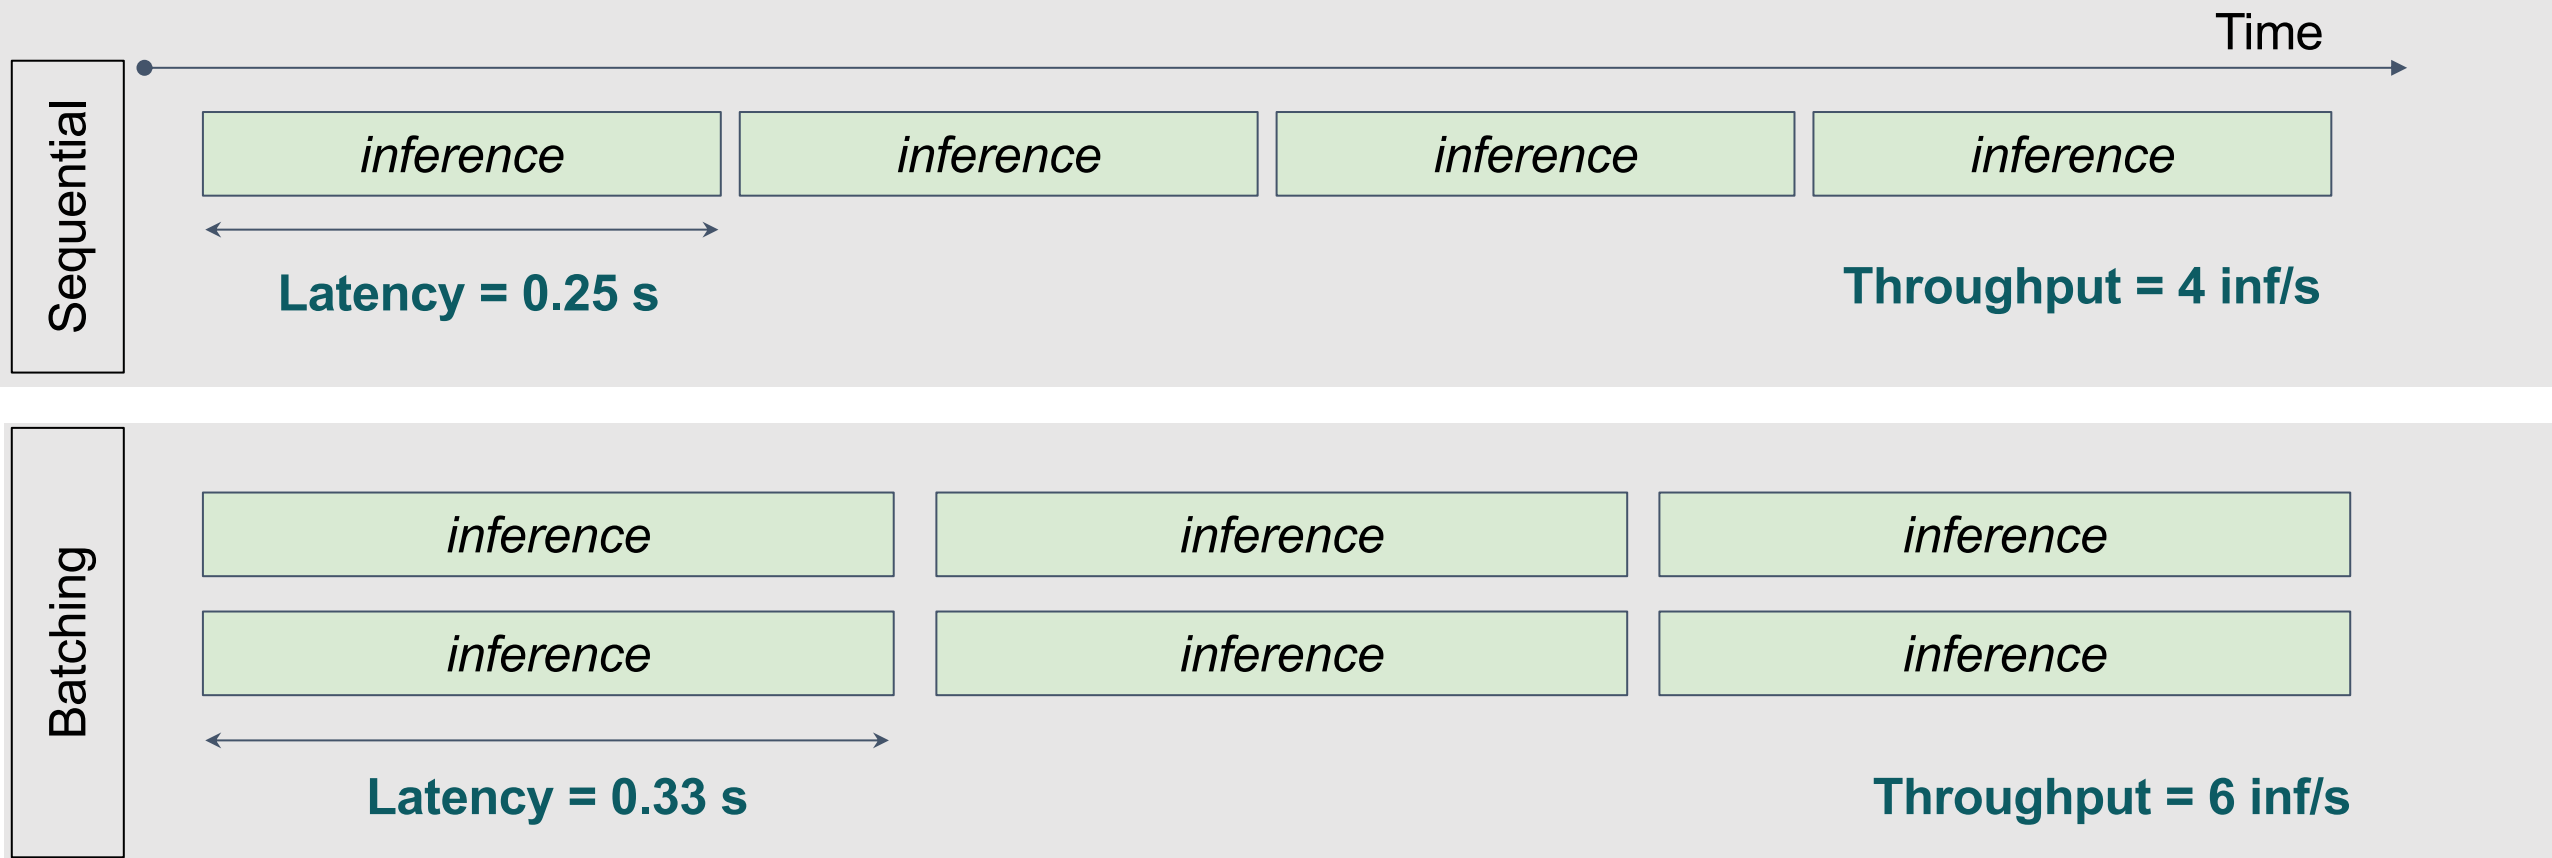 Time
Sequential
inference
inference
inference
inference
Latency = 0.25 s
Throughput = 4 inf/s
Batching
inference
inference
inference
inference
inference
inference
Latency = 0.33 s
Throughput = 6 inf/s